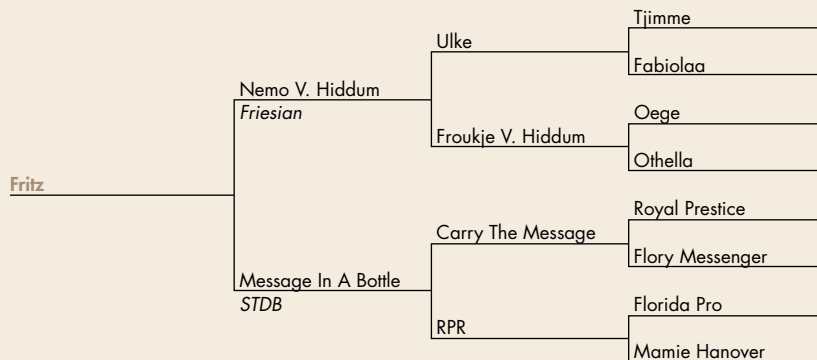 Tjimme
Ulke
Fabiolaa
Nemo V. Hiddum
Friesian
Oege
Froukje V. Hiddum
Othella
Fritz
Royal Prestice
Carry The Message
Flory Messenger
Message In A Bottle
STDB
Florida Pro
RPR
Mamie Hanover